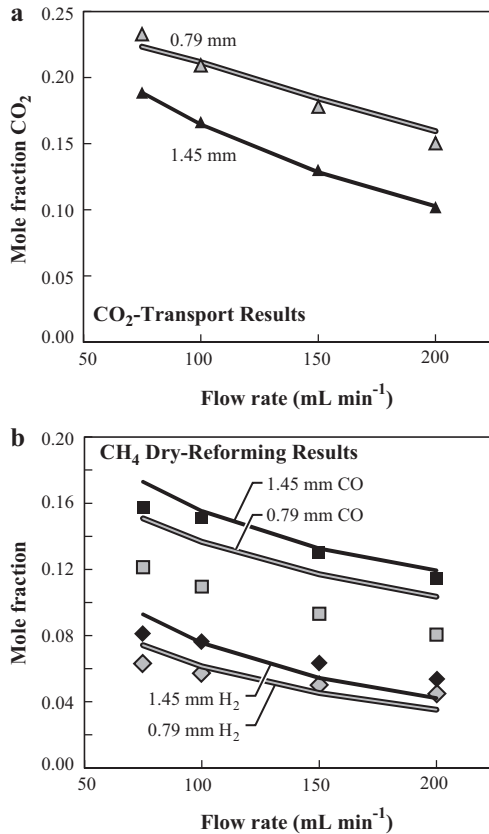 a
0.25
0.20
0.15
0.10
0.05
0.00
Mole fraction CO₂
0.79 mm
1.45 mm
CO₂-Transport Results
50 100 150 200
Flow rate (mL min⁻¹)
b
0.20
0.16
0.12
0.08
0.04
0.00
Mole fraction
CH₄ Dry-Reforming Results
1.45 mm CO
0.79 mm CO
1.45 mm H₂
0.79 mm H₂
50 100 150 200
Flow rate (mL min⁻¹)